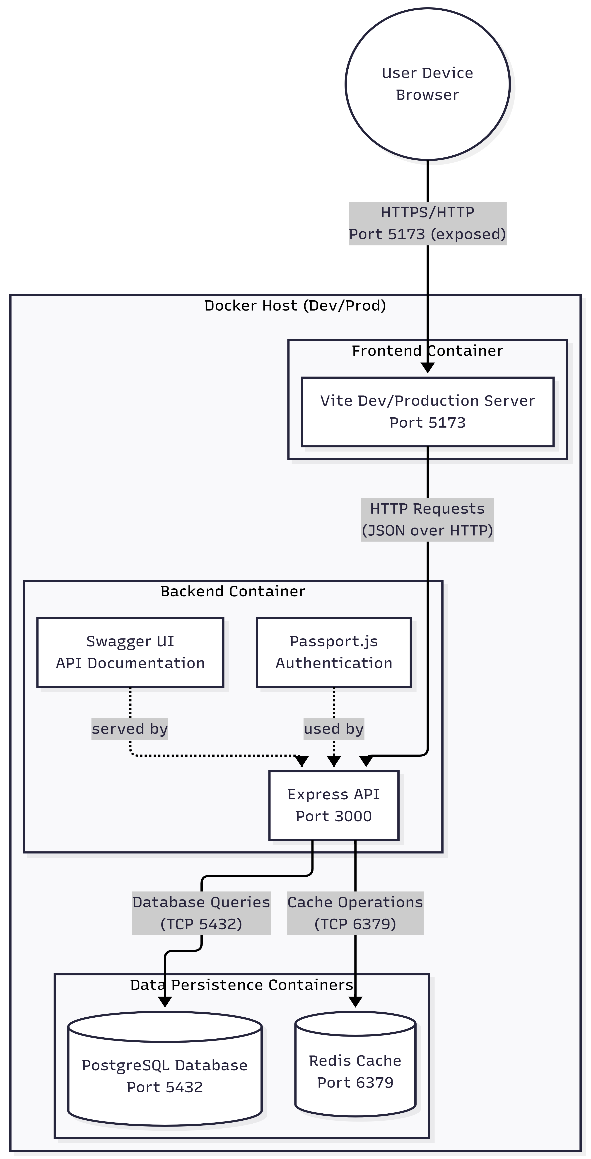 User Device
Browser
HTTPS/HTTP
Port 5173 (exposed)
Docker Host (Dev/Prod)
Frontend Container
Vite Dev/Production Server
Port 5173
HTTP Requests
(JSON over HTTP)
Backend Container
Swagger UI
API Documentation
Passport.js
Authentication
served by
used by
Express API
Port 3000
Database Queries
(TCP 5432)
Cache Operations
(TCP 6379)
Data Persistence Containers
PostgreSQL Database
Port 5432
Redis Cache
Port 6379